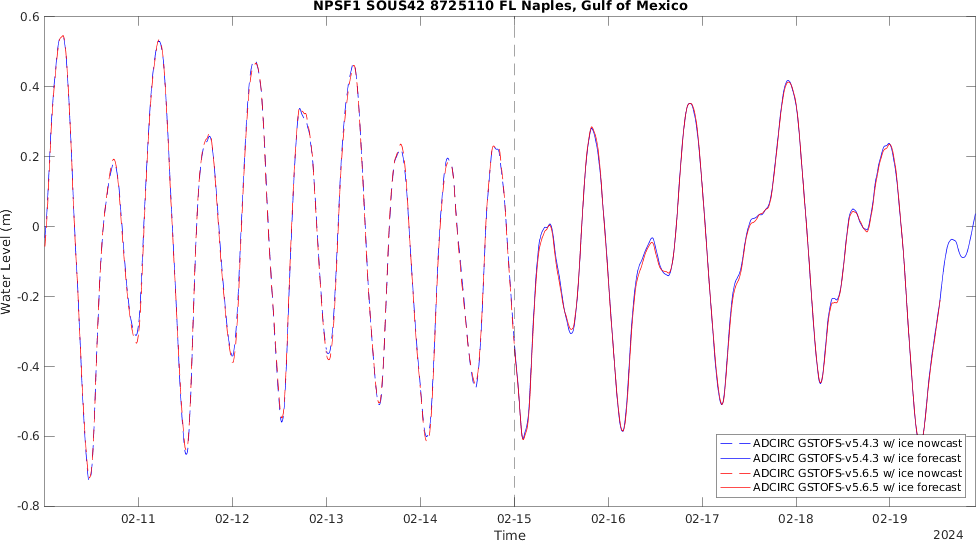 NPSF1 SOUS42 8725110 FL Naples, Gulf of Mexico
Water Level (m)
0.6
0.4
0.2
0
-0.2
-0.4
-0.6
-0.8
02-11
02-12
02-13
02-14
02-15
02-16
02-17
02-18
02-19
Time
2024
ADCIRC GSTOFS-v5.4.3 w/ ice nowcast
ADCIRC GSTOFS-v5.4.3 w/ ice forecast
ADCIRC GSTOFS-v5.6.5 w/ ice nowcast
ADCIRC GSTOFS-v5.6.5 w/ ice forecast